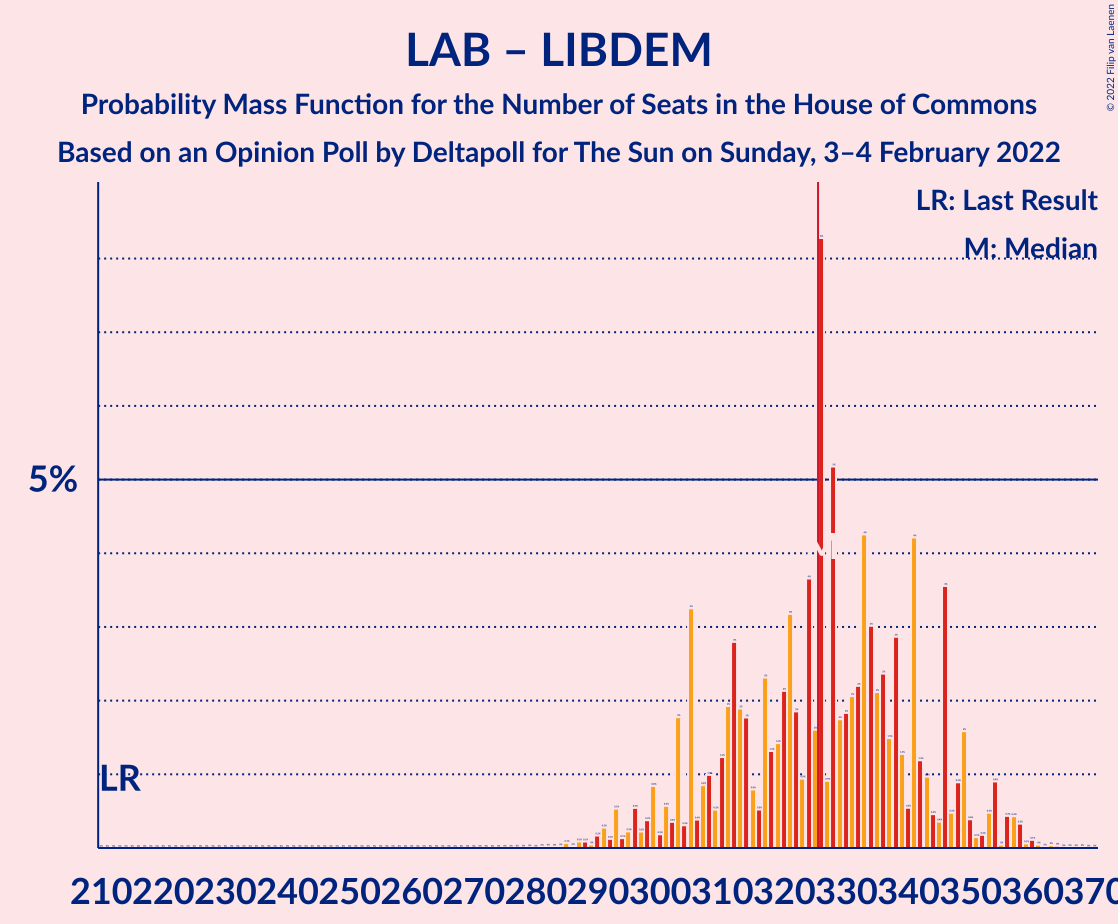 LAB – LIBDEM
Probability Mass Function for the Number of Seats in the House of Commons
Based on an Opinion Poll by Deltapoll for The Sun on Sunday, 3–4 February 2022
© 2022 Filip van Laenen
LR: Last Result
M: Median
5%
LR
210220230240250260270280290300310320330340350360370